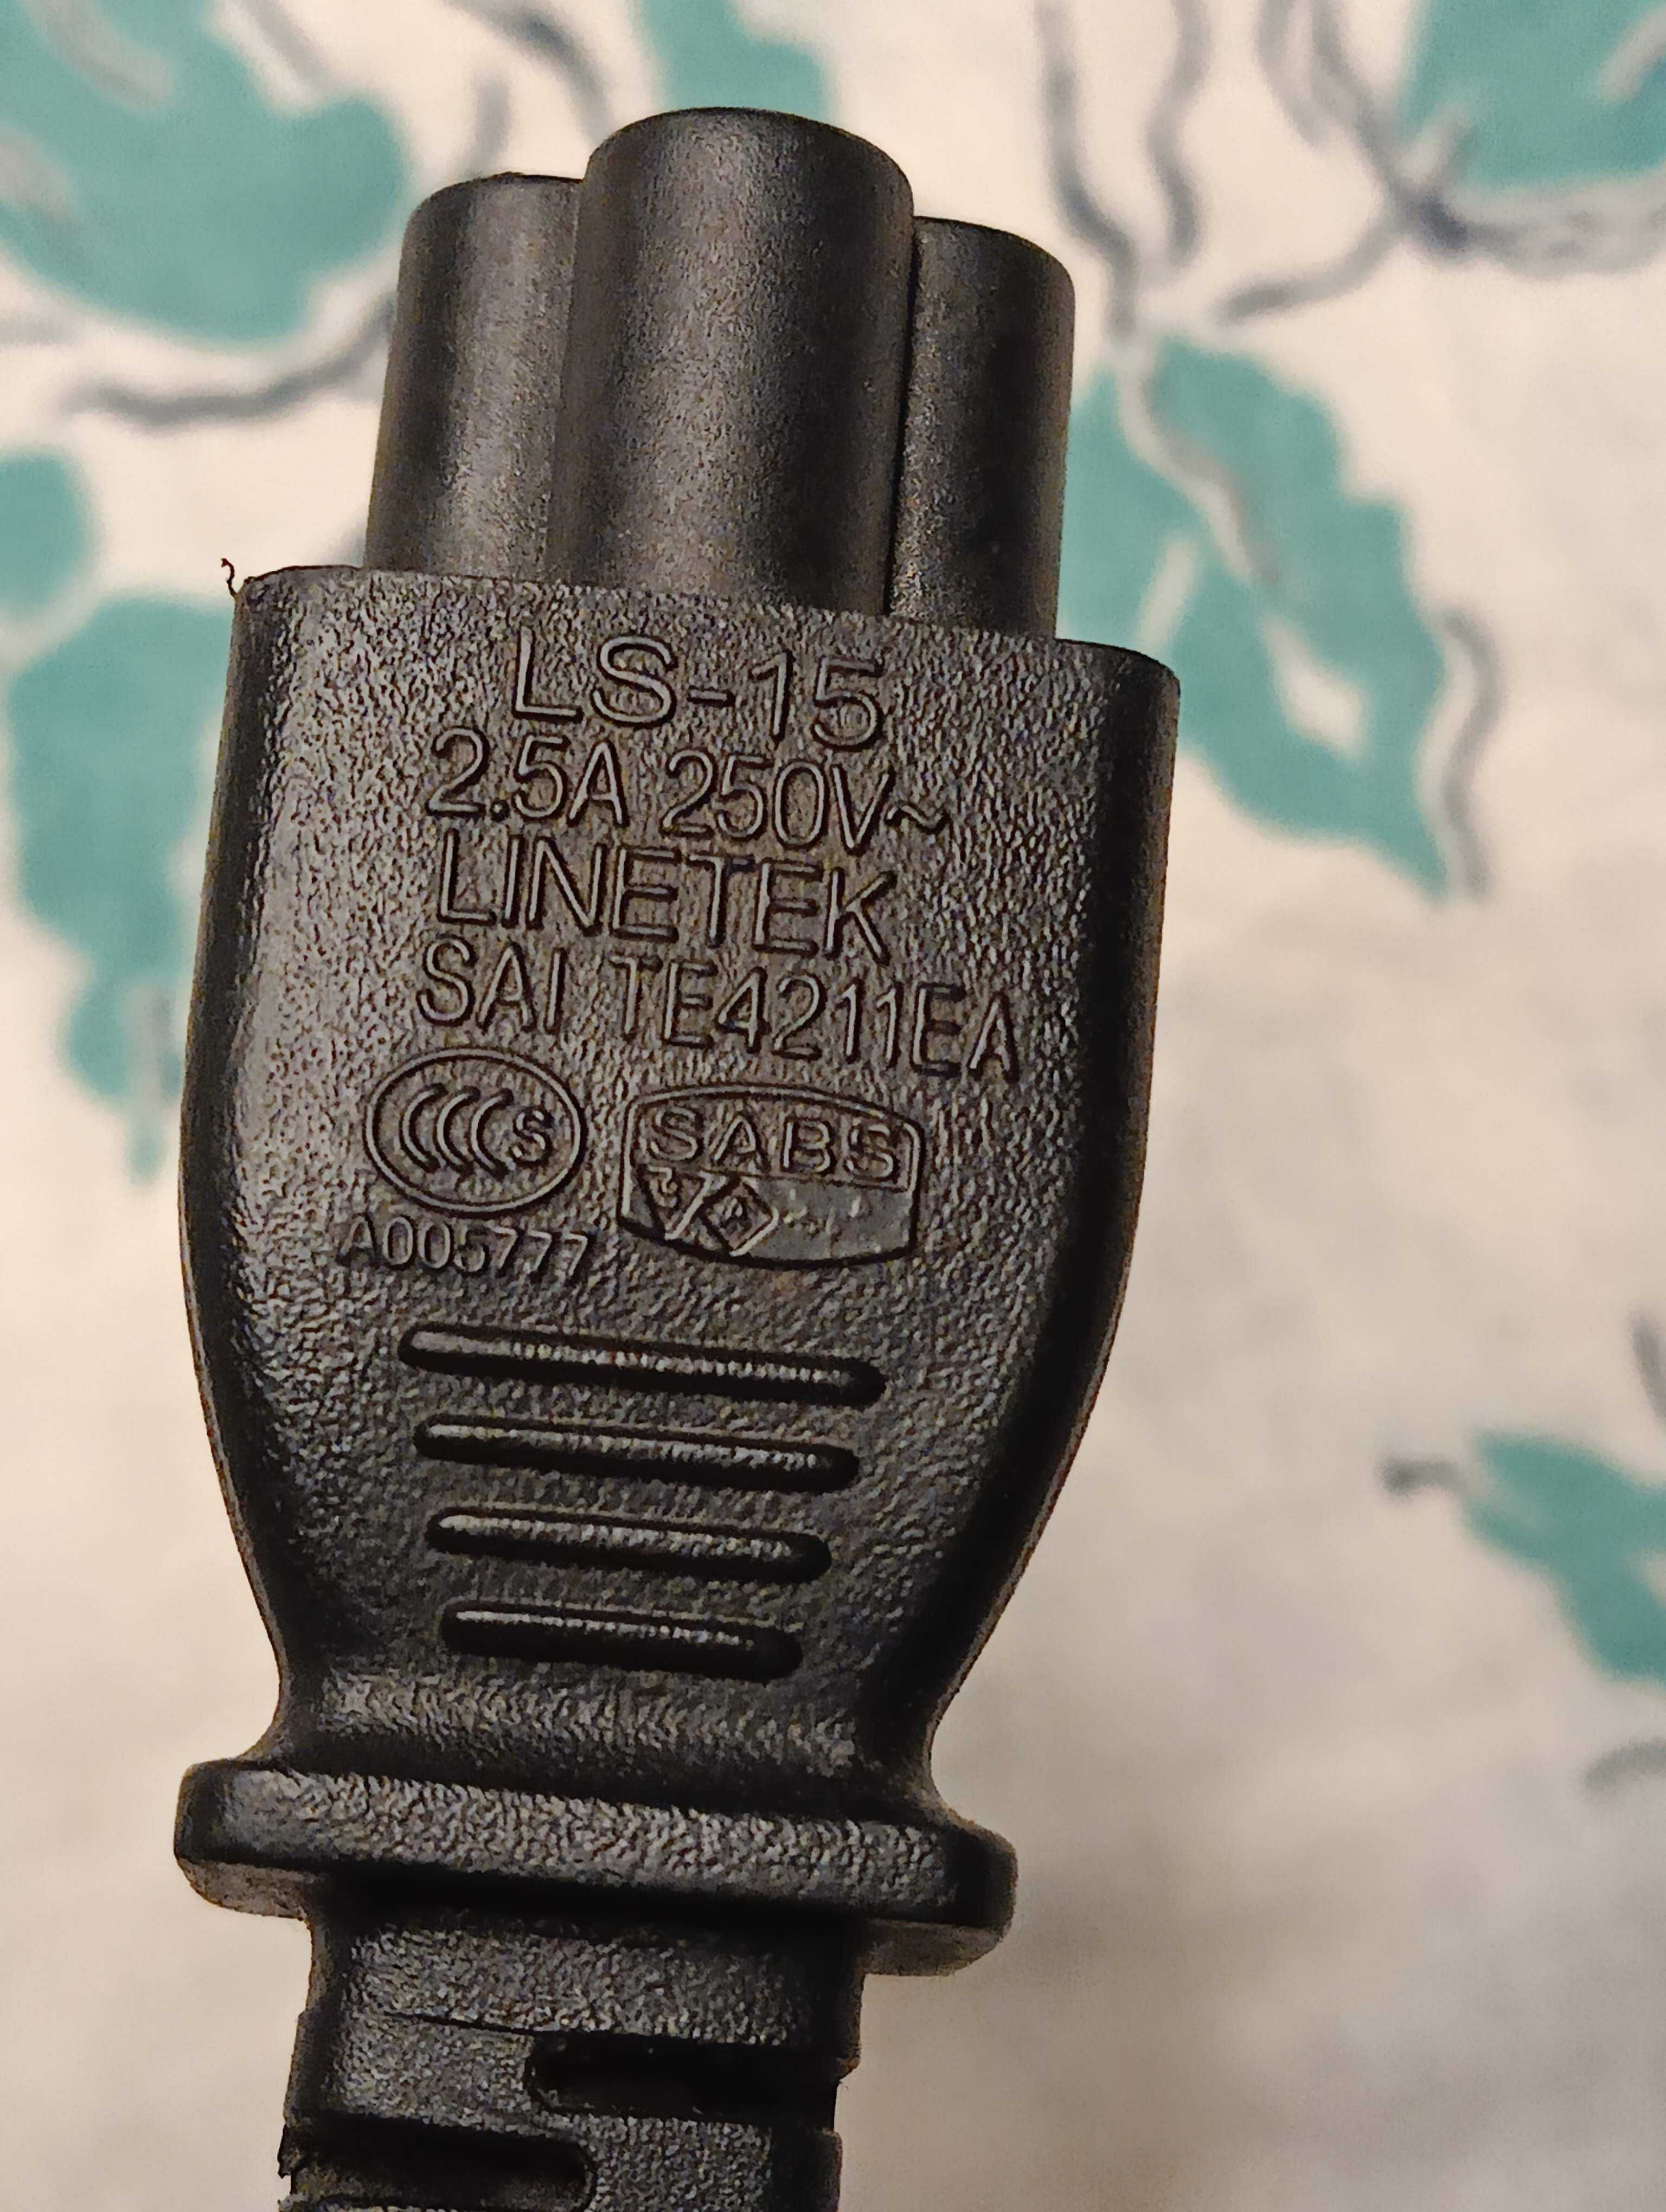 LS-15
2.5A 250V~
LINETEK
SAI TE4211EA
CCC S SABS
A005777